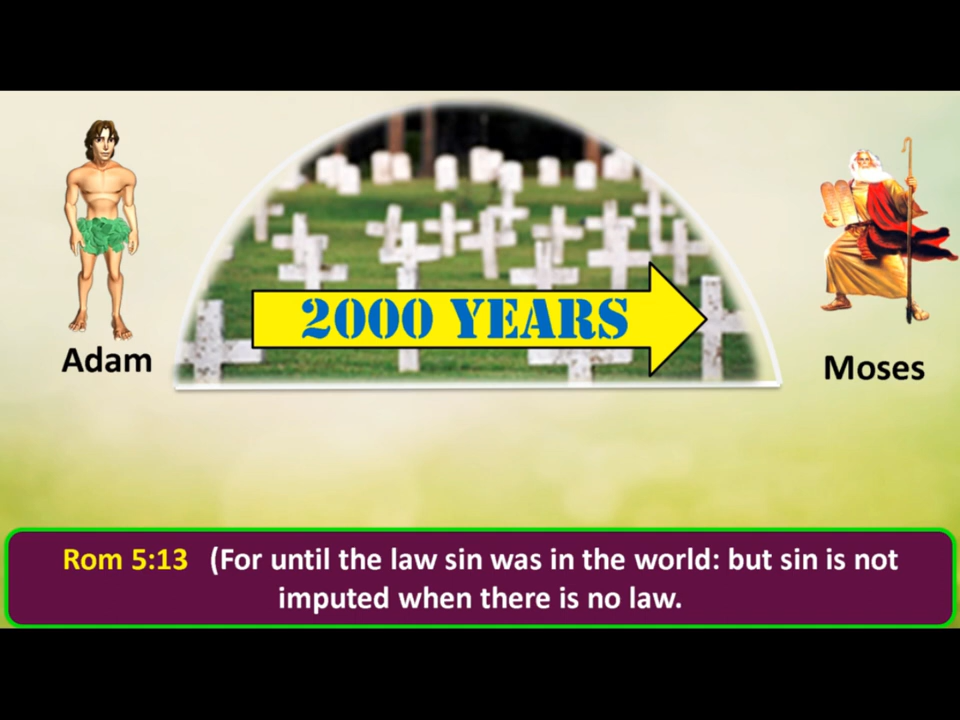 2000 YEARS
Adam
Moses
Rom 5:13 (For until the law sin was in the world: but sin is not
imputed when there is no law.